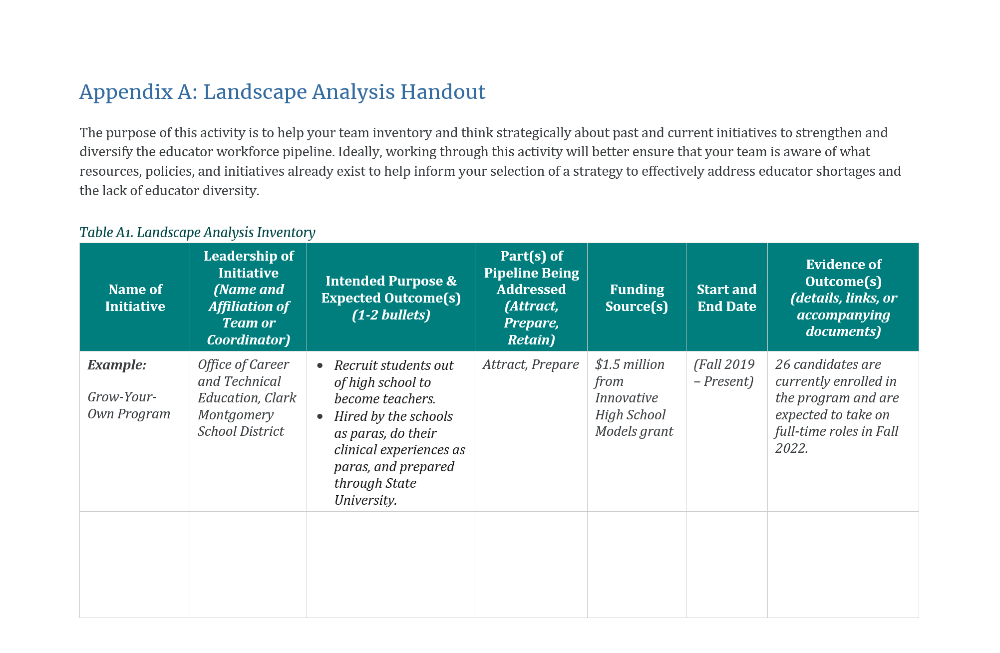 Appendix A: Landscape Analysis Handout
The purpose of this activity is to help your team inventory and think strategically about past and current initiatives to strengthen and
diversify the educator workforce pipeline. Ideally, working through this activity will better ensure that your team is aware of what
resources, policies, and initiatives already exist to help inform your selection of a strategy to effectively address educator shortages and
the lack of educator diversity.
Table A1. Landscape Analysis Inventory
Name of
Initiative
Leadership of
Initiative
(Name and
Affiliation of
Team or
Coordinator)
Intended Purpose &
Expected Outcome(s)
(1-2 bullets)
Part(s) of
Pipeline Being
Addressed
(Attract,
Prepare,
Retain)
Funding
Source(s)
Start and
End Date
Evidence of
Outcome(s)
(details, links, or
accompanying
documents)
Example:
Grow-Your-
Own Program
Office of Career
and Technical
Education, Clark
Montgomery
School District
• Recruit students out
of high school to
become teachers.
• Hired by the schools
as paras, do their
clinical experiences as
paras, and prepared
through State
University.
Attract, Prepare
$1.5 million
from
Innovative
High School
Models grant
(Fall 2019
– Present)
26 candidates are
currently enrolled in
the program and are
expected to take on
full-time roles in Fall
2022.